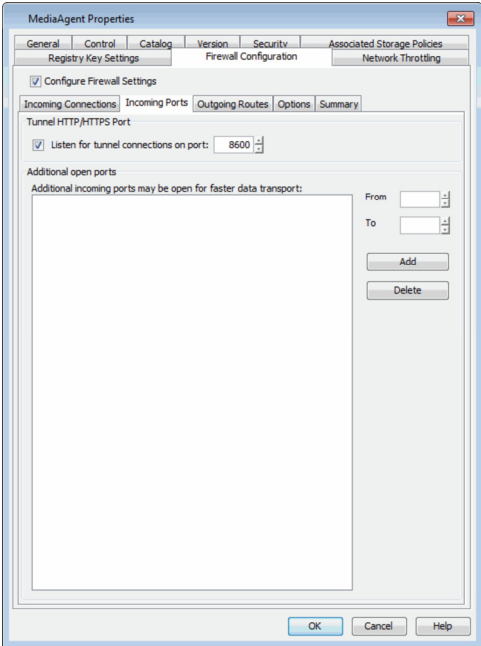 MediaAgent Properties
General Control Catalog Version Security Associated Storage Policies
Registry Key Settings Firewall Configuration Network Throttling
Configure Firewall Settings
Incoming Connections Incoming Ports Outgoing Routes Options Summary
Tunnel HTTP/HTTPS Port
Listen for tunnel connections on port: 8600
Additional open ports
Additional incoming ports may be open for faster data transport:
From
To
Add
Delete
OK Cancel Help